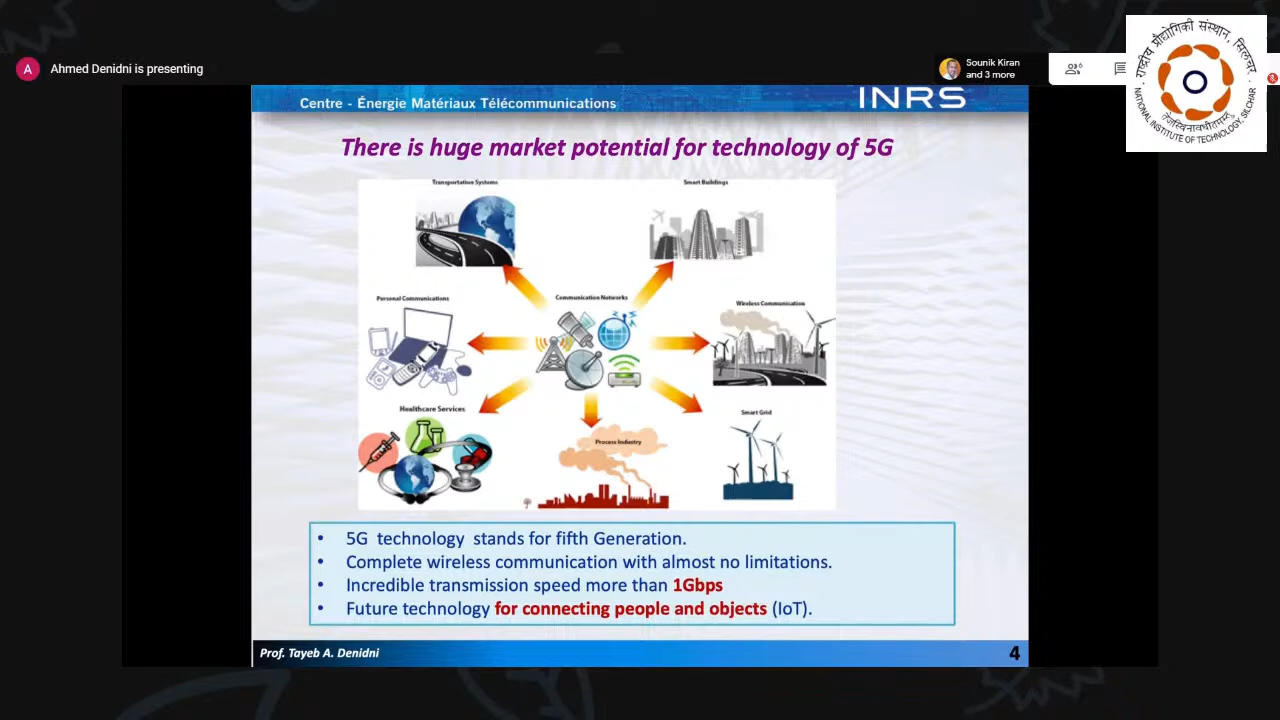 A
Ahmed Denidni is presenting
Sounik Kiran
and 3 more
6
राष्ट्रीय प्रौद्योगिकी संस्थान, सिलचर
NATIONAL INSTITUTE OF TECHNOLOGY, SILCHAR
Centre - Énergie Matériaux Télécommunications
INRS
There is huge market potential for technology of 5G
Transportative Systems
Smart Buildings
Personal Communications
Communication Networks
Wireless Communication
Healthcare Services
Process Industry
Smart Grid
• 5G technology stands for fifth Generation.
• Complete wireless communication with almost no limitations.
• Incredible transmission speed more than 1Gbps
• Future technology for connecting people and objects (IoT).
Prof. Tayeb A. Denidni
4